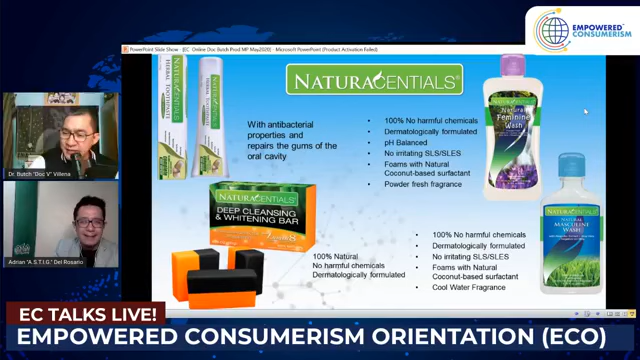 EMPOWERED
CONSUMERISM
PowerPoint Slide Show - [EC Online Doc Butch Prod MP May2020] - Microsoft PowerPoint (Product Activation Failed)
NATURACENTIALS
HERBAL TOOTHPASTE
NATURACENTIALS
With antibacterial
properties and
repairs the gums of the
oral cavity
• 100% No harmful chemicals
• Dermatologically formulated
• pH Balanced
• No irritating SLS/SLES
• Foams with Natural
Coconut-based surfactant
• Powder fresh fragrance
NATURACENTIALS
Natural
Feminine
Wash
NATURACENTIALS
DEEP CLEANSING
& WHITENING BAR
100% Natural
No harmful chemicals
Dermatologically formulated
• 100% No harmful chemicals
• Dermatologically formulated
• No irritating SLS/SLES
• Foams with Natural
Coconut-based surfactant
• Cool Water Fragrance
NATURACENTIALS
NATURAL
MASCULINE
WASH
Dr. Butch "Doc V" Villena
Adrian "A.S.T.I.G." Del Rosario
EC TALKS LIVE!
EMPOWERED CONSUMERISM ORIENTATION (ECO)